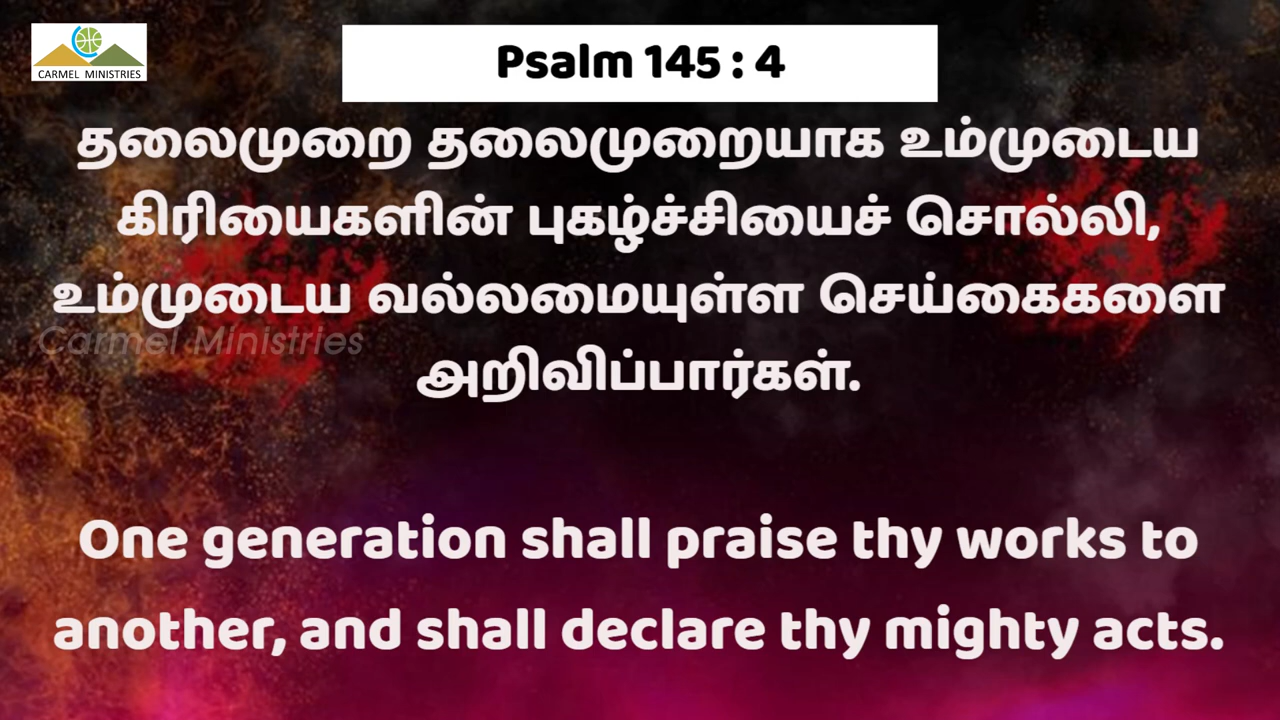 CARMEL MINISTRIES
Psalm 145 : 4
தலைமுறை தலைமுறையாக உம்முடைய
கிரியைகளின் புகழ்ச்சியைச் சொல்லி,
உம்முடைய வல்லமையுள்ள செய்கைகளை
Carmel Ministries
அறிவிப்பார்கள்.
One generation shall praise thy works to
another, and shall declare thy mighty acts.